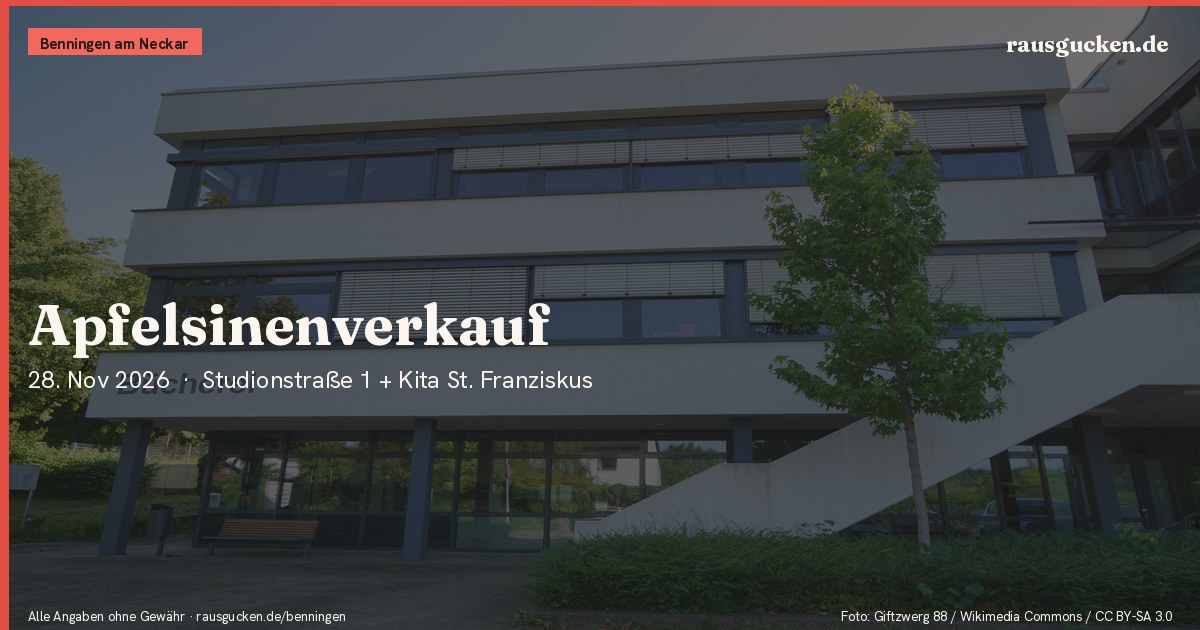 Benningen am Neckar
rausgucken.de
Apfelsinenverkauf
28. Nov 2026 · Studionstraße 1 + Kita St. Franziskus
Bücherei
Alle Angaben ohne Gewähr · rausgucken.de/benningen
Foto: Giftzwerg 88 / Wikimedia Commons / CC BY-SA 3.0